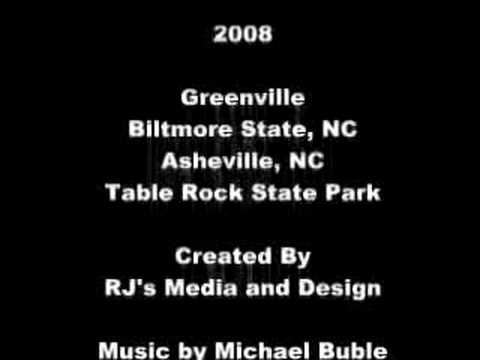 2008
Greenville
Biltmore State, NC
Asheville, NC
Table Rock State Park
Created By
RJ's Media and Design
Music by Michael Buble